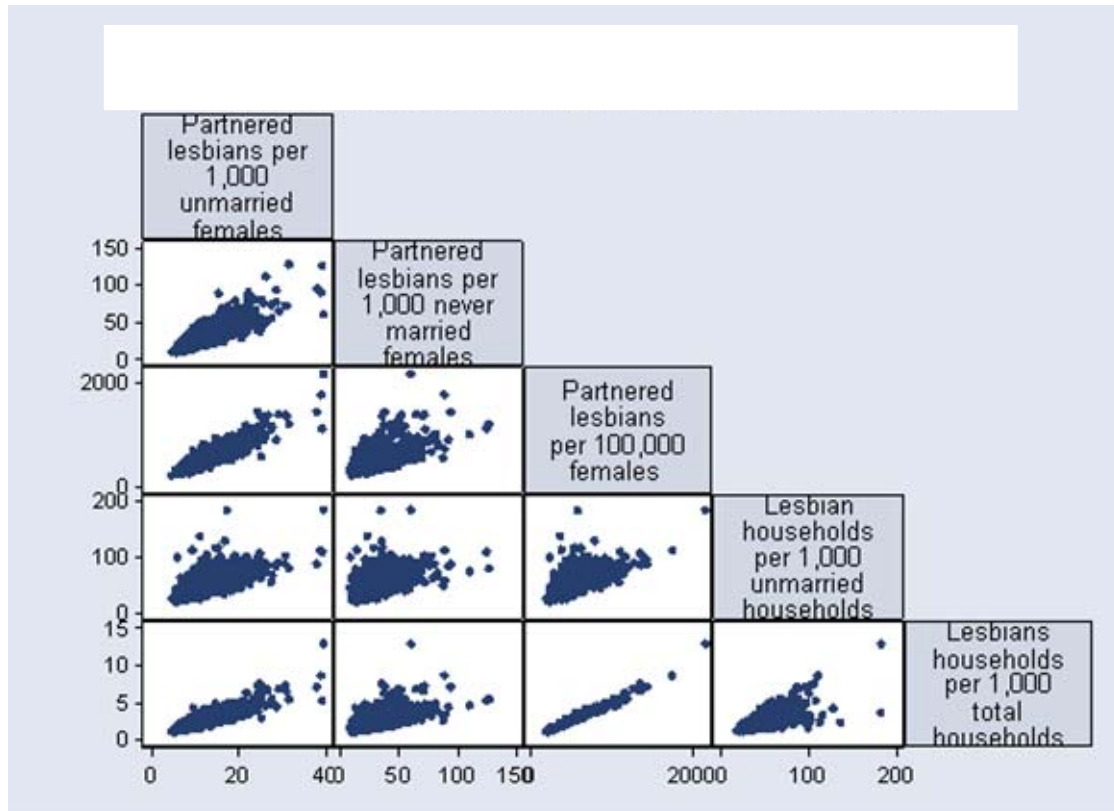 Partnered
lesbians per
1,000
unmarried
females
150
100
50
0
Partnered
lesbians per
1,000 never
married
females
2000
0
Partnered
lesbians
per 100,000
females
200
100
0
Lesbian
households
per 1,000
unmarried
households
15
10
5
0
Lesbians
households
per 1,000
total
households
0 20 40 0 50 100 150 0 2000 0 100 200